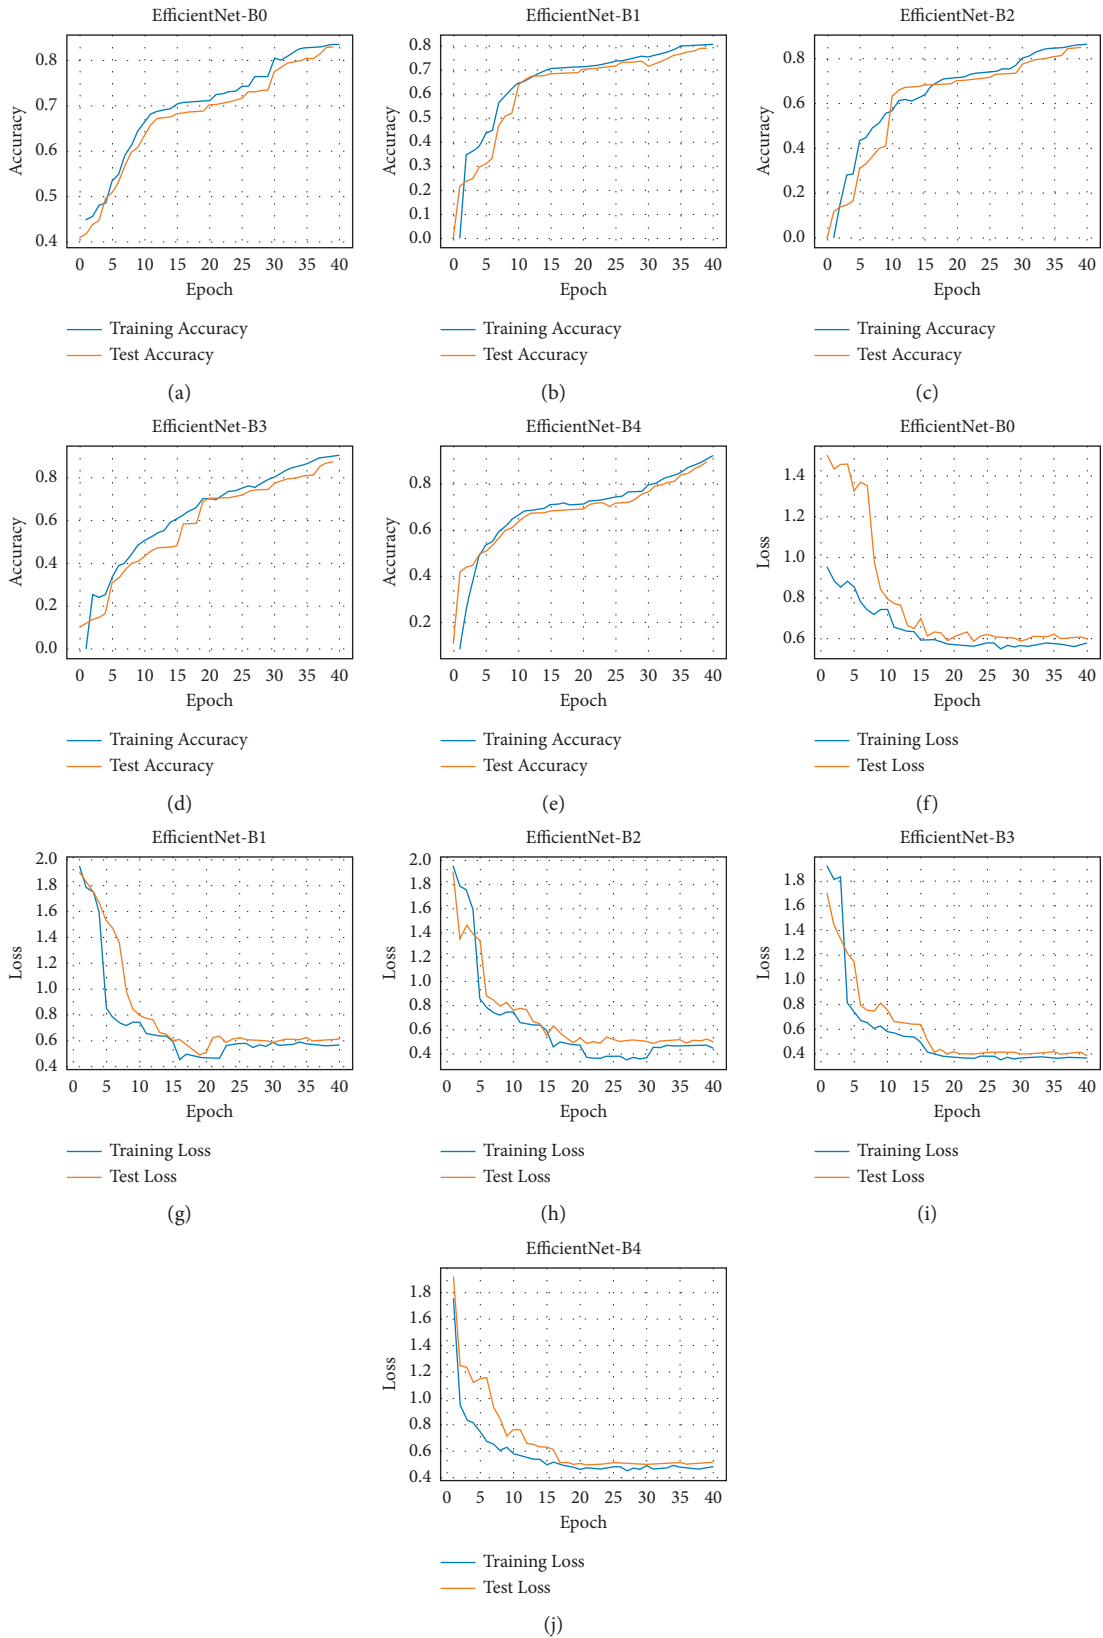 EfficientNet-B0
Accuracy
0.8
0.7
0.6
0.5
0.4
0 5 10 15 20 25 30 35 40
Epoch
Training Accuracy
Test Accuracy
(a)
EfficientNet-B1
Accuracy
0.8
0.7
0.6
0.5
0.4
0.3
0.2
0.1
0.0
0 5 10 15 20 25 30 35 40
Epoch
Training Accuracy
Test Accuracy
(b)
EfficientNet-B2
Accuracy
0.8
0.6
0.4
0.2
0.0
0 5 10 15 20 25 30 35 40
Epoch
Training Accuracy
Test Accuracy
(c)
EfficientNet-B3
Accuracy
0.8
0.6
0.4
0.2
0.0
0 5 10 15 20 25 30 35 40
Epoch
Training Accuracy
Test Accuracy
(d)
EfficientNet-B4
Accuracy
0.8
0.6
0.4
0.2
0 5 10 15 20 25 30 35 40
Epoch
Training Accuracy
Test Accuracy
(e)
EfficientNet-B0
Loss
1.4
1.2
1.0
0.8
0.6
0 5 10 15 20 25 30 35 40
Epoch
Training Loss
Test Loss
(f)
EfficientNet-B1
Loss
2.0
1.8
1.6
1.4
1.2
1.0
0.8
0.6
0.4
0 5 10 15 20 25 30 35 40
Epoch
Training Loss
Test Loss
(g)
EfficientNet-B2
Loss
2.0
1.8
1.6
1.4
1.2
1.0
0.8
0.6
0.4
0 5 10 15 20 25 30 35 40
Epoch
Training Loss
Test Loss
(h)
EfficientNet-B3
Loss
1.8
1.6
1.4
1.2
1.0
0.8
0.6
0.4
0 5 10 15 20 25 30 35 40
Epoch
Training Loss
Test Loss
(i)
EfficientNet-B4
Loss
1.8
1.6
1.4
1.2
1.0
0.8
0.6
0.4
0 5 10 15 20 25 30 35 40
Epoch
Training Loss
Test Loss
(j)